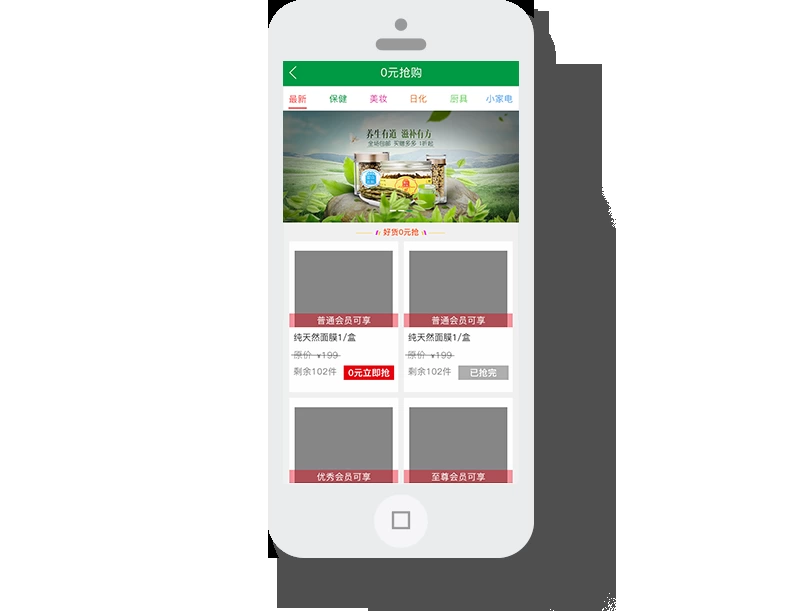 0元抢购
最新 保健 美妆 日化 厨具 小家电
养生有道 滋补有方
全场包邮 买赠多多 1折起
好货0元抢
普通会员可享 普通会员可享
纯天然面膜1/盒 纯天然面膜1/盒
原价 ¥199 原价 ¥199
剩余102件 0元立即抢 剩余102件 已抢完
优秀会员可享 至尊会员可享